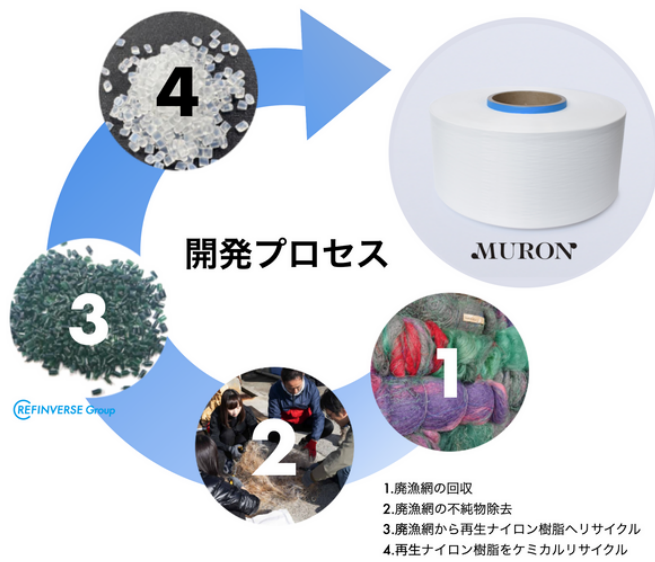 4
MURON
開発プロセス
3
REFINVERSE Group
1
2
1.廃漁網の回収
2.廃漁網の不純物除去
3.廃漁網から再生ナイロン樹脂へリサイクル
4.再生ナイロン樹脂をケミカルリサイクル